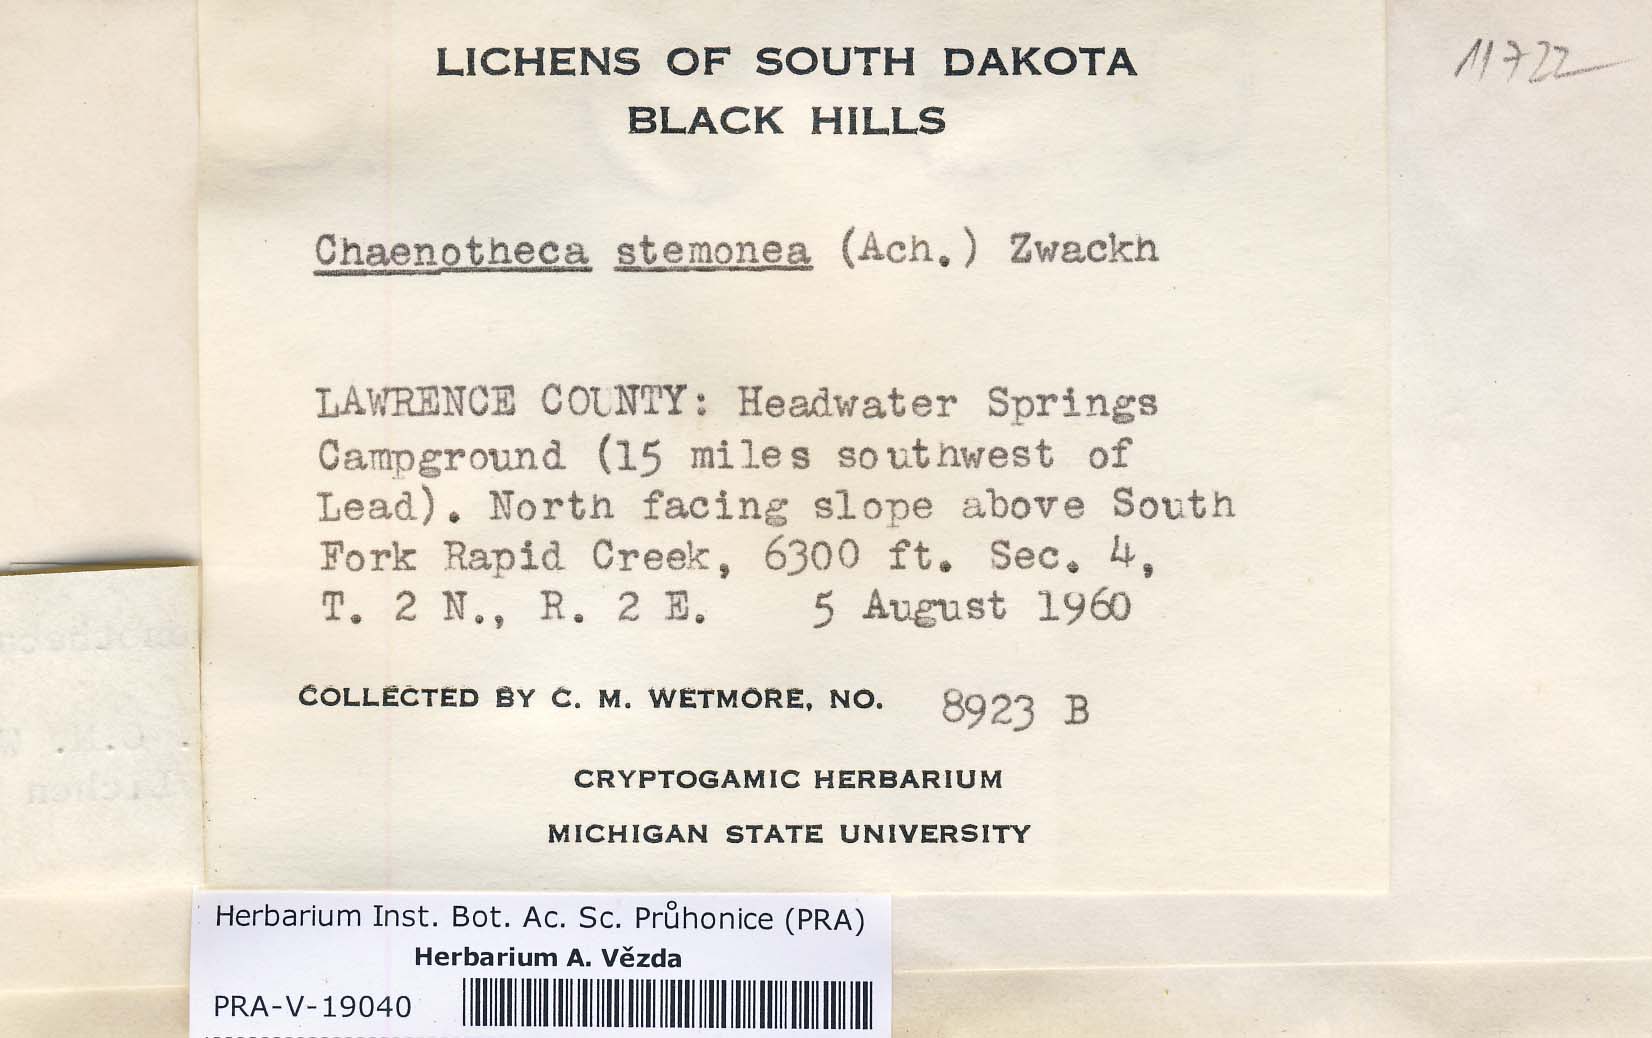 LICHENS OF SOUTH DAKOTA
BLACK HILLS
11722
Chaenotheca stemonea (Ach.) Zwackh
LAWRENCE COUNTY: Headwater Springs
Campground (15 miles southwest of
Lead). North facing slope above South
Fork Rapid Creek, 6300 ft. Sec. 4,
T. 2 N., R. 2 E. 5 August 1960
COLLECTED BY C. M. WETMORE, NO. 8923 B
CRYPTOGAMIC HERBARIUM
MICHIGAN STATE UNIVERSITY
Herbarium Inst. Bot. Ac. Sc. Průhonice (PRA)
Herbarium A. Vězda
PRA-V-19040